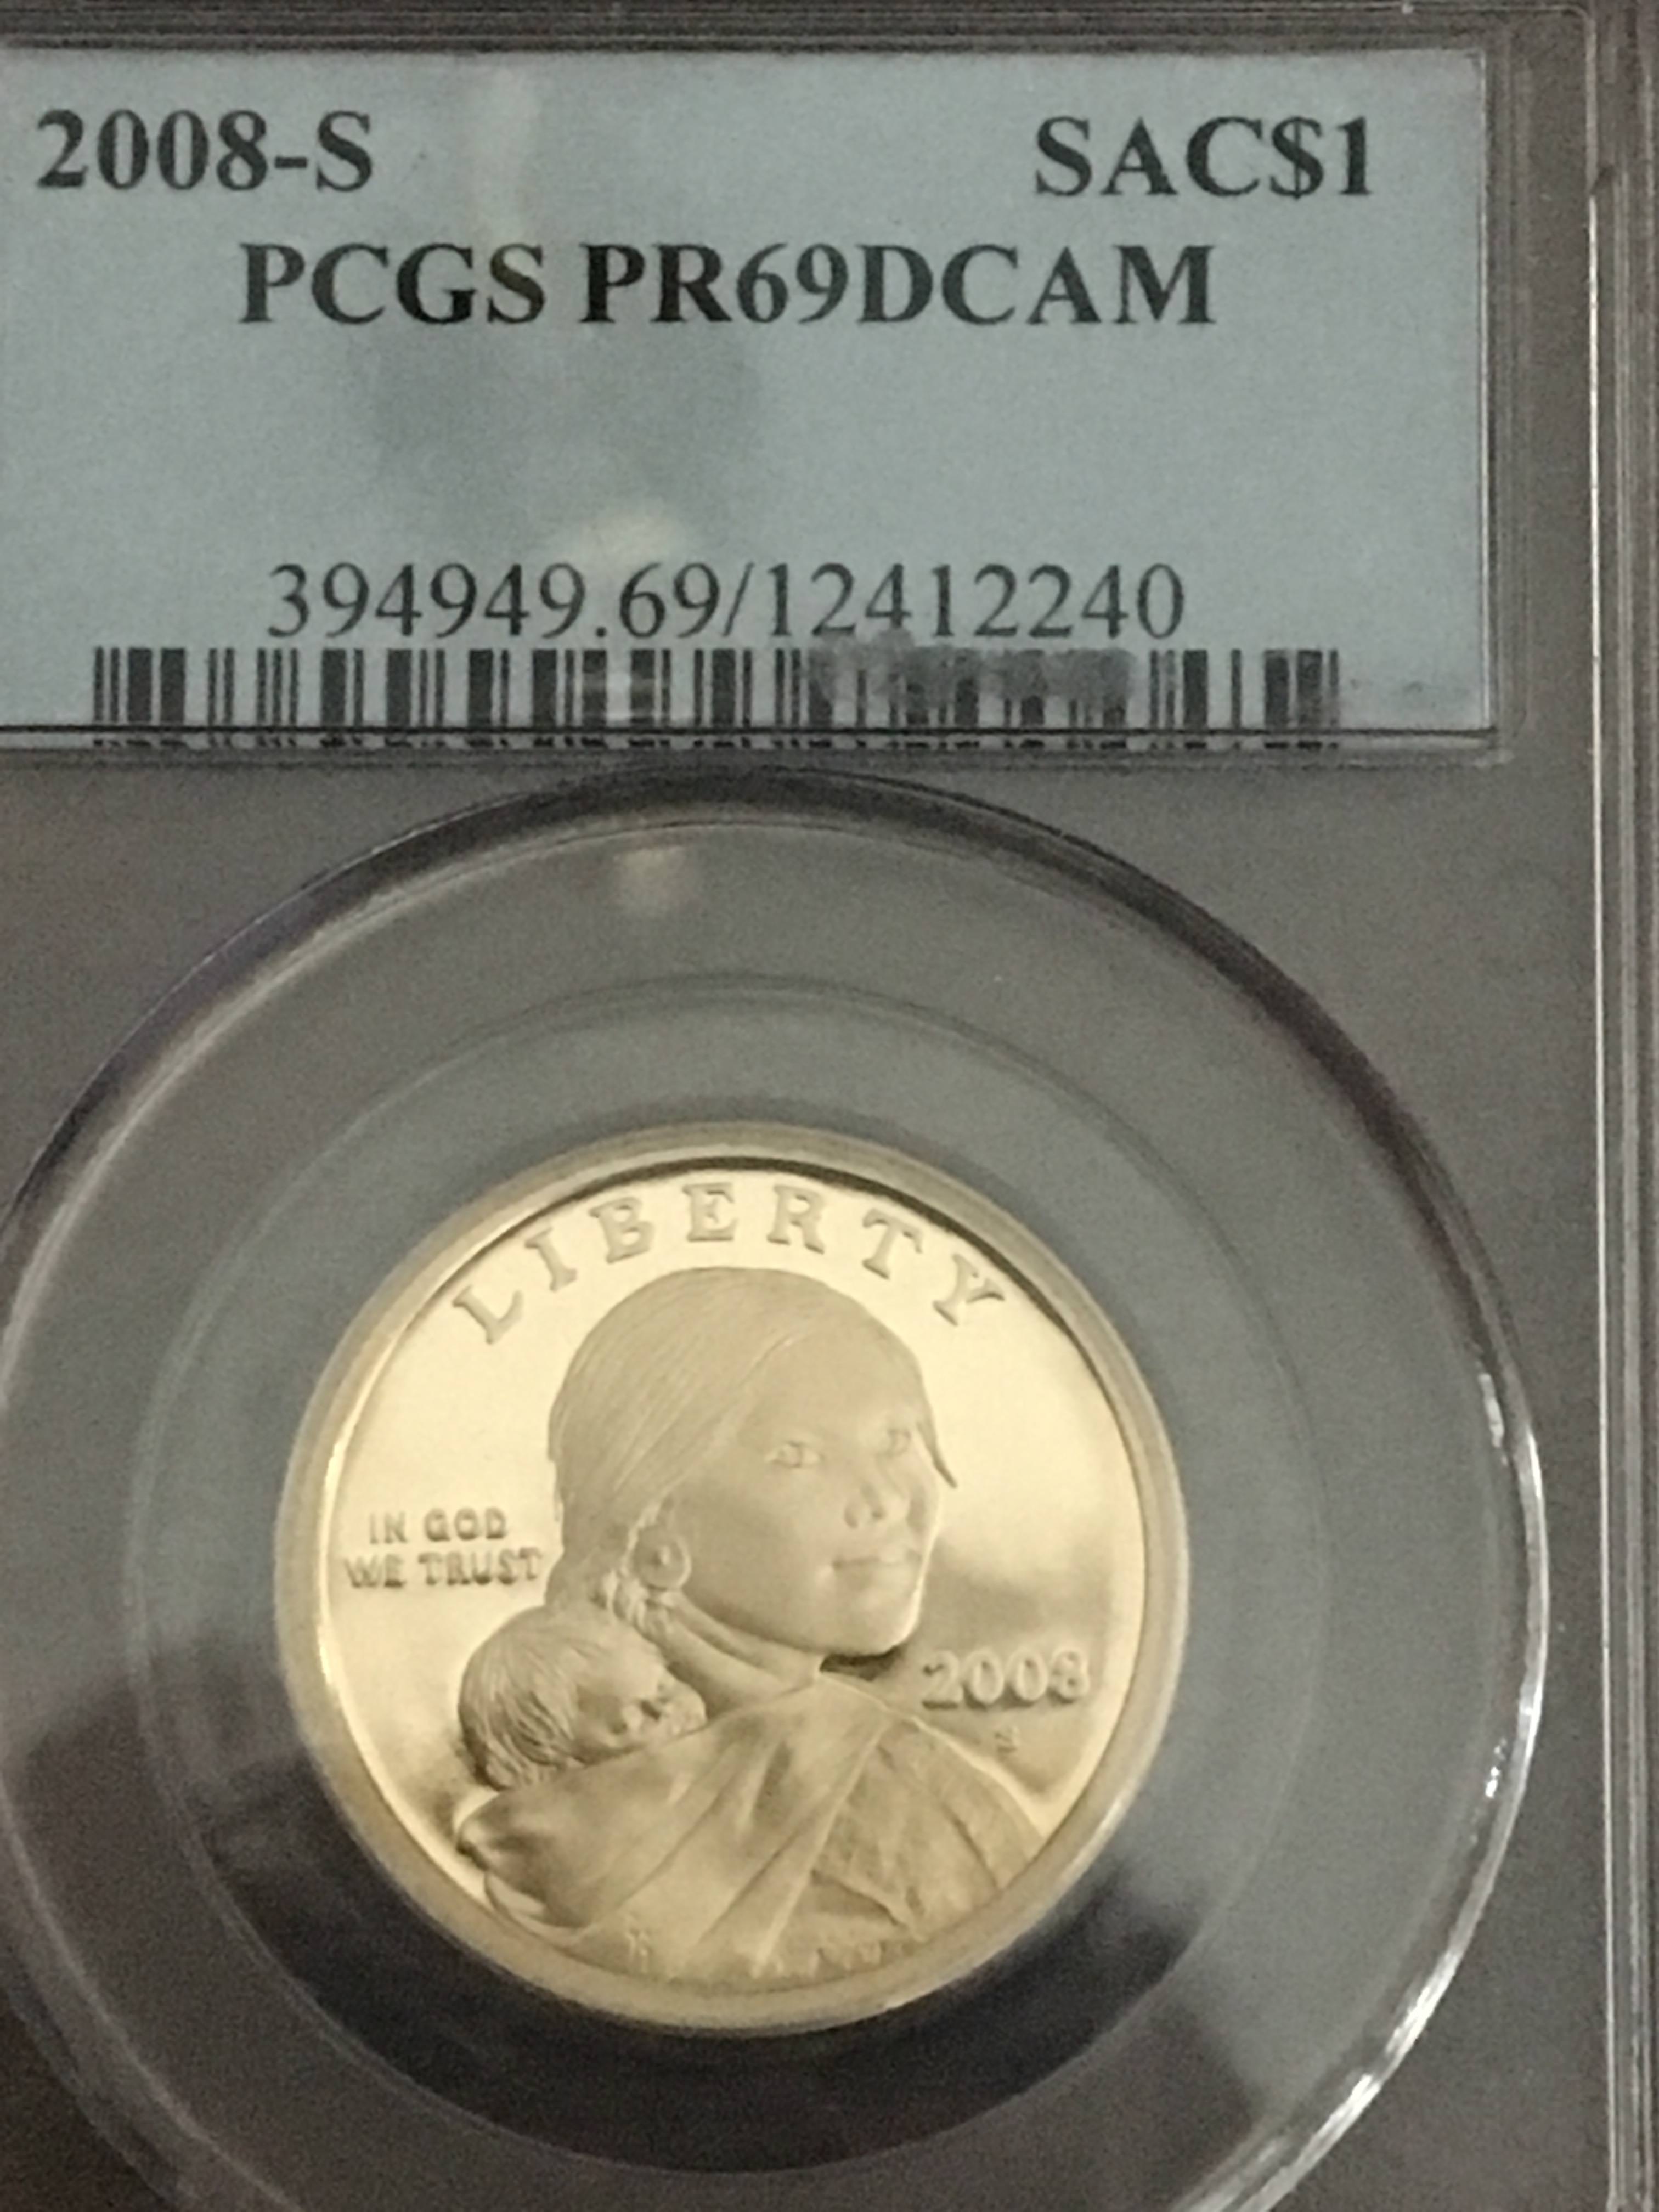 2008-S SAC$1
PCGS PR69DCAM
394949.69/12412240
LIBERTY
IN GOD
WE TRUST
2008
S